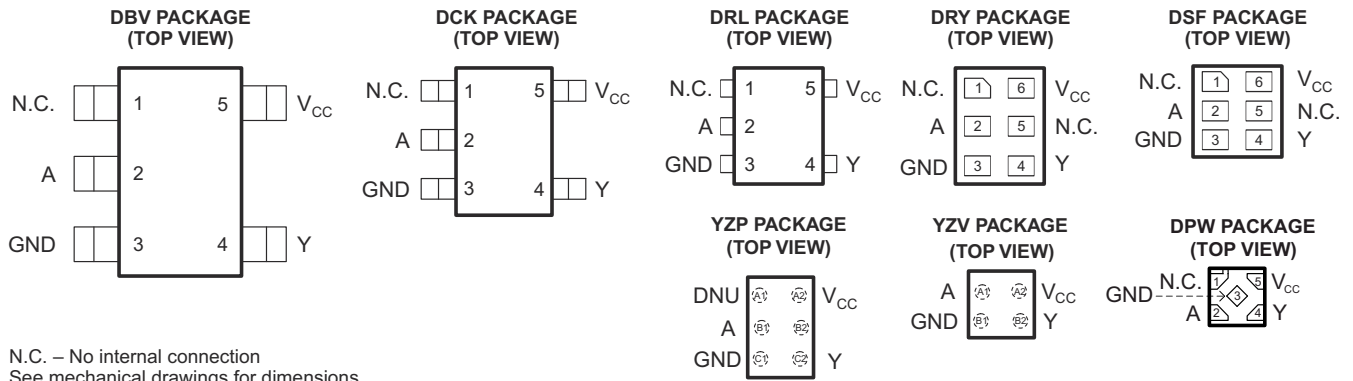 DBV PACKAGE
(TOP VIEW)
N.C. 1 5 VCC
A 2
GND 3 4 Y
DCK PACKAGE
(TOP VIEW)
N.C. 1 5 VCC
A 2
GND 3 4 Y
DRL PACKAGE
(TOP VIEW)
N.C. 1 5 VCC
A 2
GND 3 4 Y
DRY PACKAGE
(TOP VIEW)
N.C. 1 6 VCC
A 2 5 N.C.
GND 3 4 Y
DSF PACKAGE
(TOP VIEW)
N.C. 1 6 VCC
A 2 5 N.C.
GND 3 4 Y
YZP PACKAGE
(TOP VIEW)
DNU A1 A2 VCC
A B1 B2
GND C1 C2 Y
YZV PACKAGE
(TOP VIEW)
A A1 A2 VCC
GND B1 B2 Y
DPW PACKAGE
(TOP VIEW)
N.C. 1 5 VCC
GND 3
A 2 4 Y
N.C. – No internal connection
See mechanical drawings for dimensions